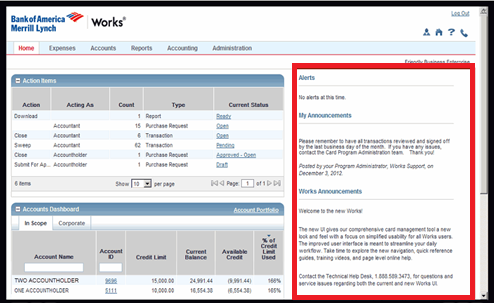 Bank of America
Merrill Lynch
Works®
Log Out
Home Expenses Accounts Reports Accounting Administration
Friendly Business Enterprise
Action Items
Action Acting As Count Type Current Status
Download 1 Report Ready
Accountant 15 Purchase Request Open
Close Accountant 6 Transaction Open
Sweep Accountant 62 Transaction Pending
Close Accountholder 1 Purchase Request Approved - Open
Submit For Ap... Accountholder 1 Purchase Request Draft
6 items Show 10 per page Page: 1 of 1
Accounts Dashboard Account Portfolio
In Scope Corporate
Account Name Account ID Credit Limit Current Balance Available Credit % of Credit Limit Used
TWO ACCOUNTHOLDER 9696 15,000.00 24,991.44 (9,991.44) 166%
ONE ACCOUNTHOLDER 5111 10,000.00 16,554.38 (6,554.38) 165%
Alerts
No alerts at this time.
My Announcements
Please remember to have all transactions reviewed and signed off
by the last business day of the month. If you have any issues,
contact the Card Program Administration team. Thank you!
Posted by your Program Administrator, Works Support, on
December 3, 2012.
Works Announcements
Welcome to the new Works!
The new UI gives our comprehensive card management tool a new
look and feel with a focus on simplified usability for all Works users.
The improved user interface is meant to streamline your daily
workflow. Take time to explore the new navigation, quick reference
guides, training videos, and page level online help.
Contact the Technical Help Desk, 1.888.589.3473, for questions and
service issues regarding both the current and new Works UI.